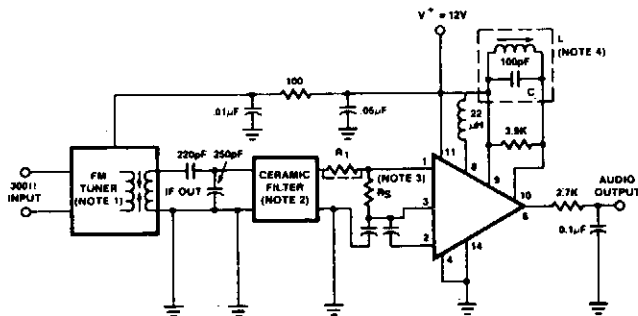 V⁺ = 12V
L
(NOTE 4)
100pF
C
100
.01µF
.05µF
22
µH
3.9K
220pF
250pF
R1
300Ω
INPUT
FM
TUNER
(NOTE 1)
IF OUT
CERAMIC
FILTER
(NOTE 2)
(NOTE 3)
RS
1
11
8
9
3
10
2
6
14
4
2.7K
AUDIO
OUTPUT
0.1µF